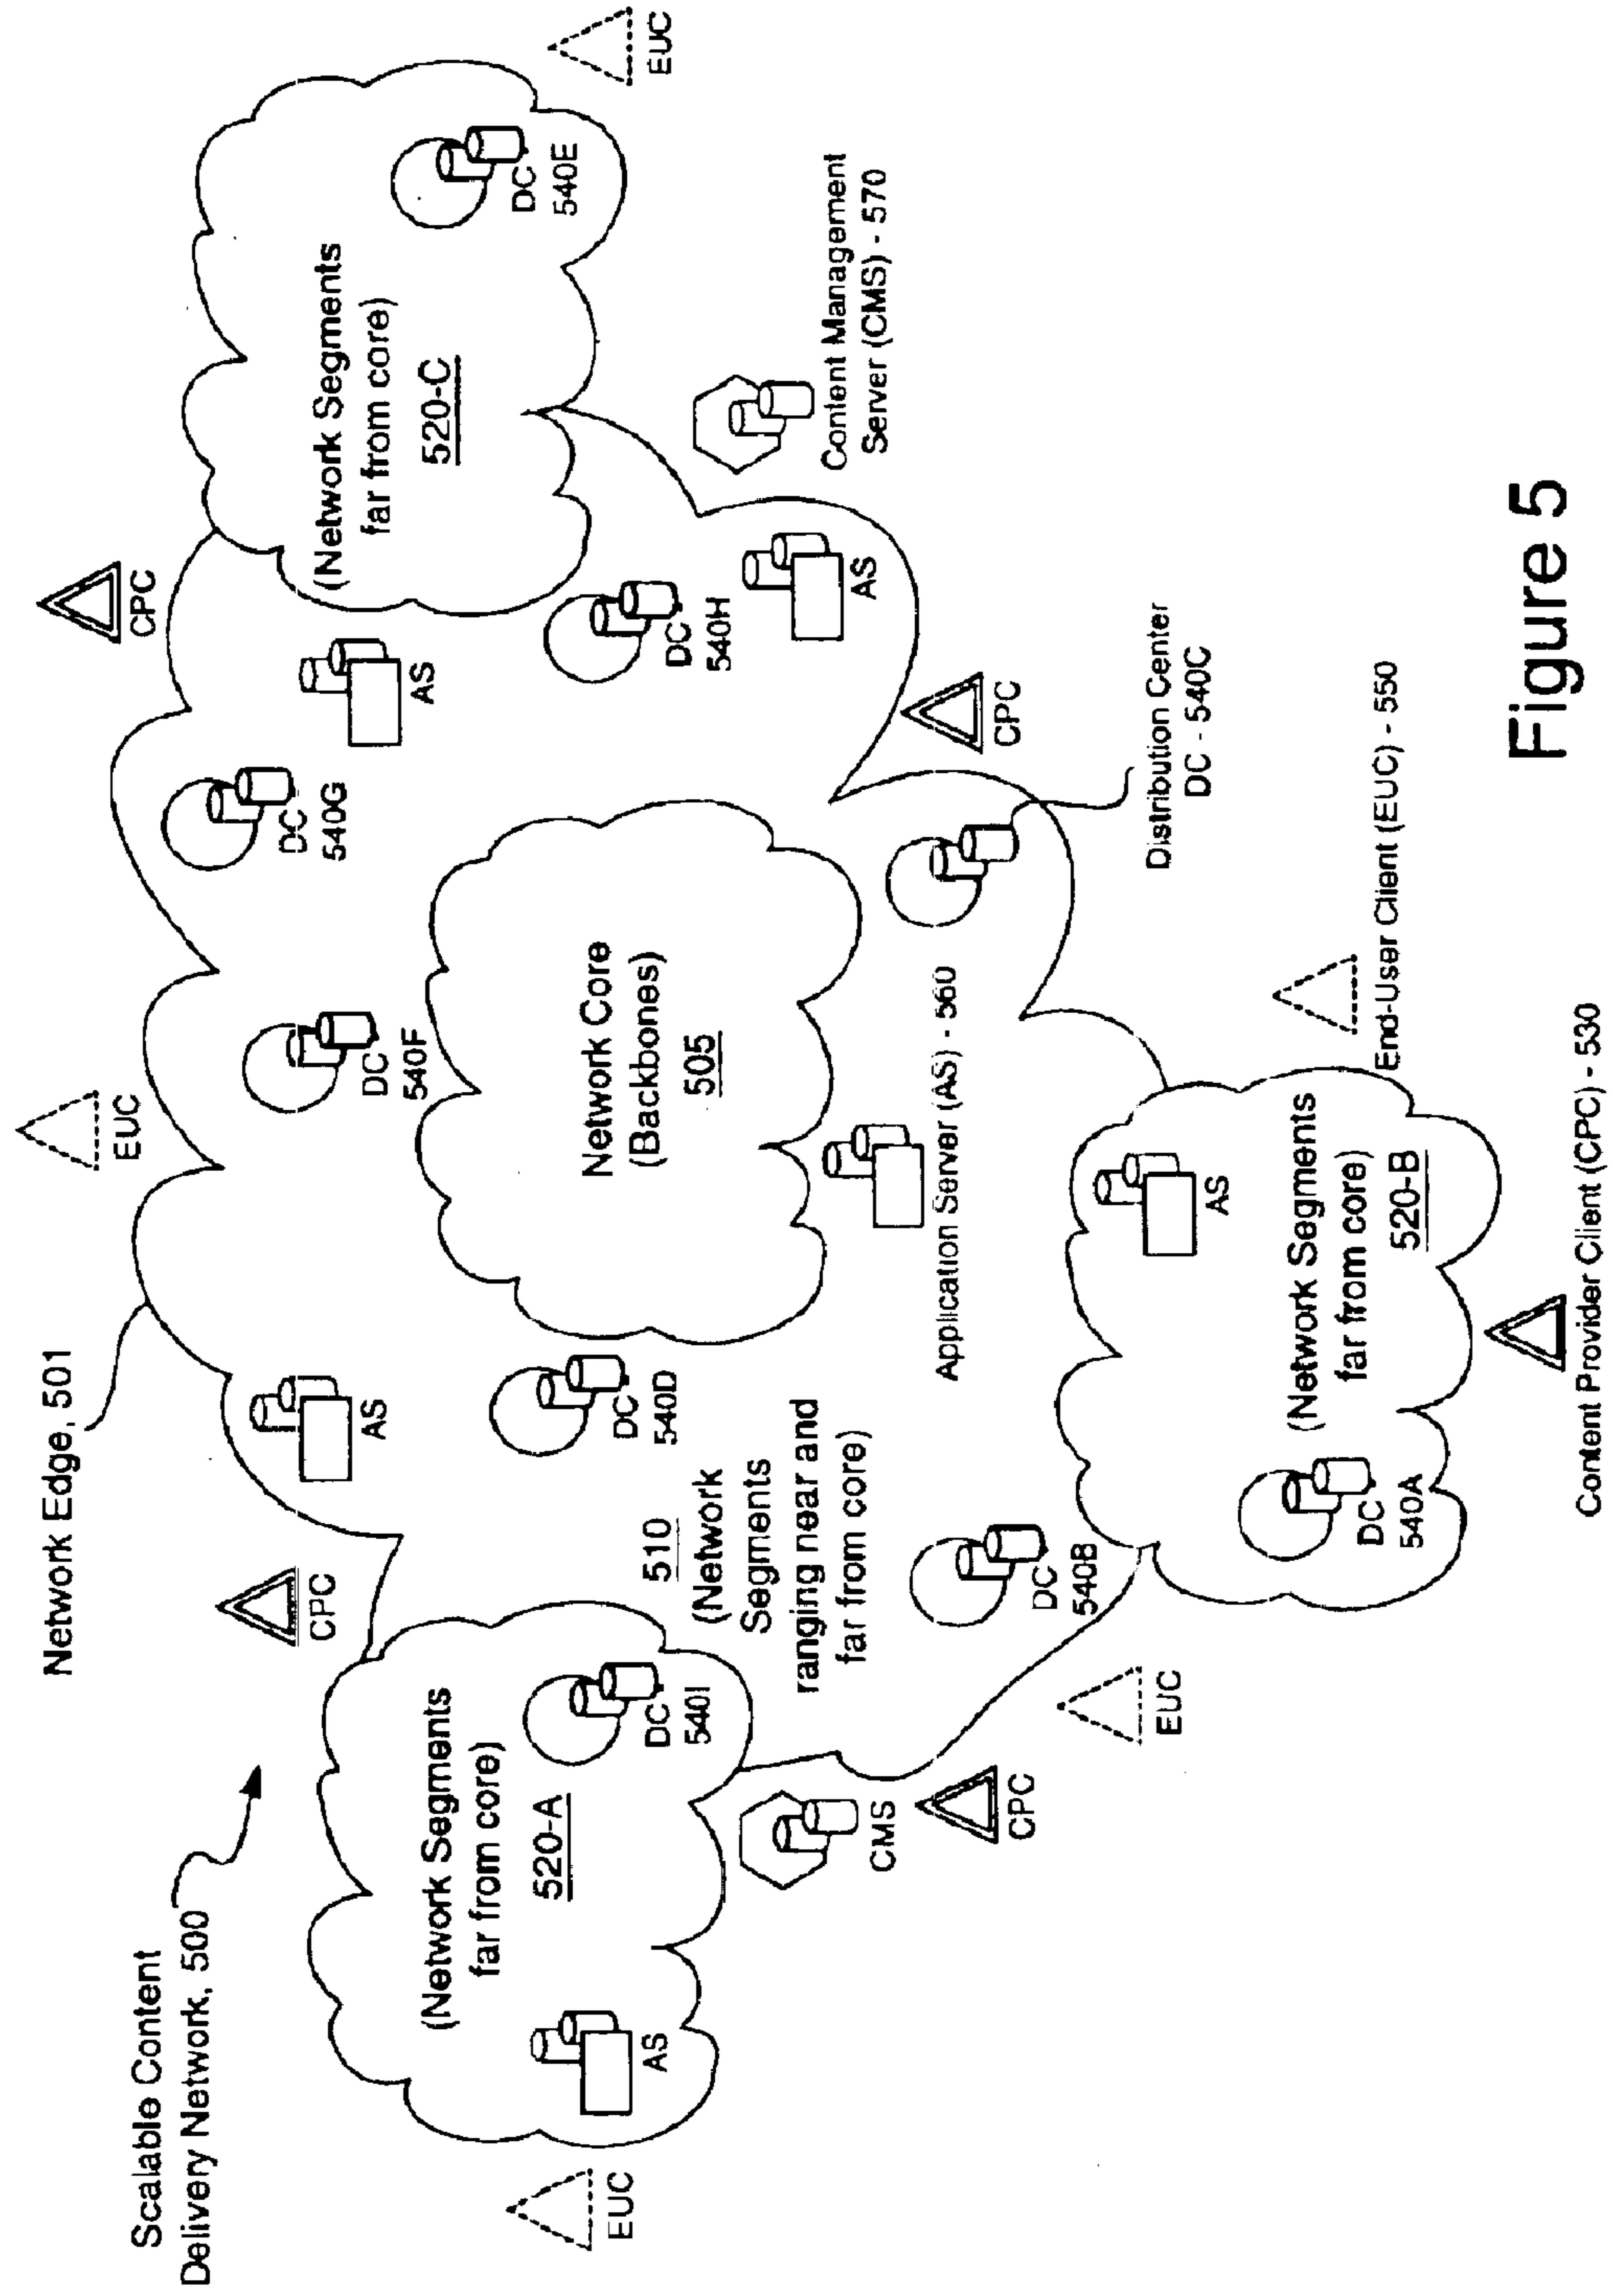 Scalable Content
Delivery Network, 500
Network Edge, 501
EUC
CPC
CPC
EUC
(Network Segments
far from core)
520-A
AS
DC
540I
AS
DC
540F
DC
540G
AS
(Network Segments
far from core)
520-C
DC
540E
EUC
DC
540D
Network Core
(Backbones)
505
DC
540H
510
(Network
Segments
ranging near and
far from core)
EUC
CMS
CPC
Application Server (AS) - 560
AS
Content Management
Server (CMS) - 570
CPC
DC
540B
EUC
Distribution Center
DC - 540C
AS
(Network Segments
far from core)
520-B
DC
540A
End-User Client (EUC) - 550
Content Provider Client (CPC) - 530
Figure 5